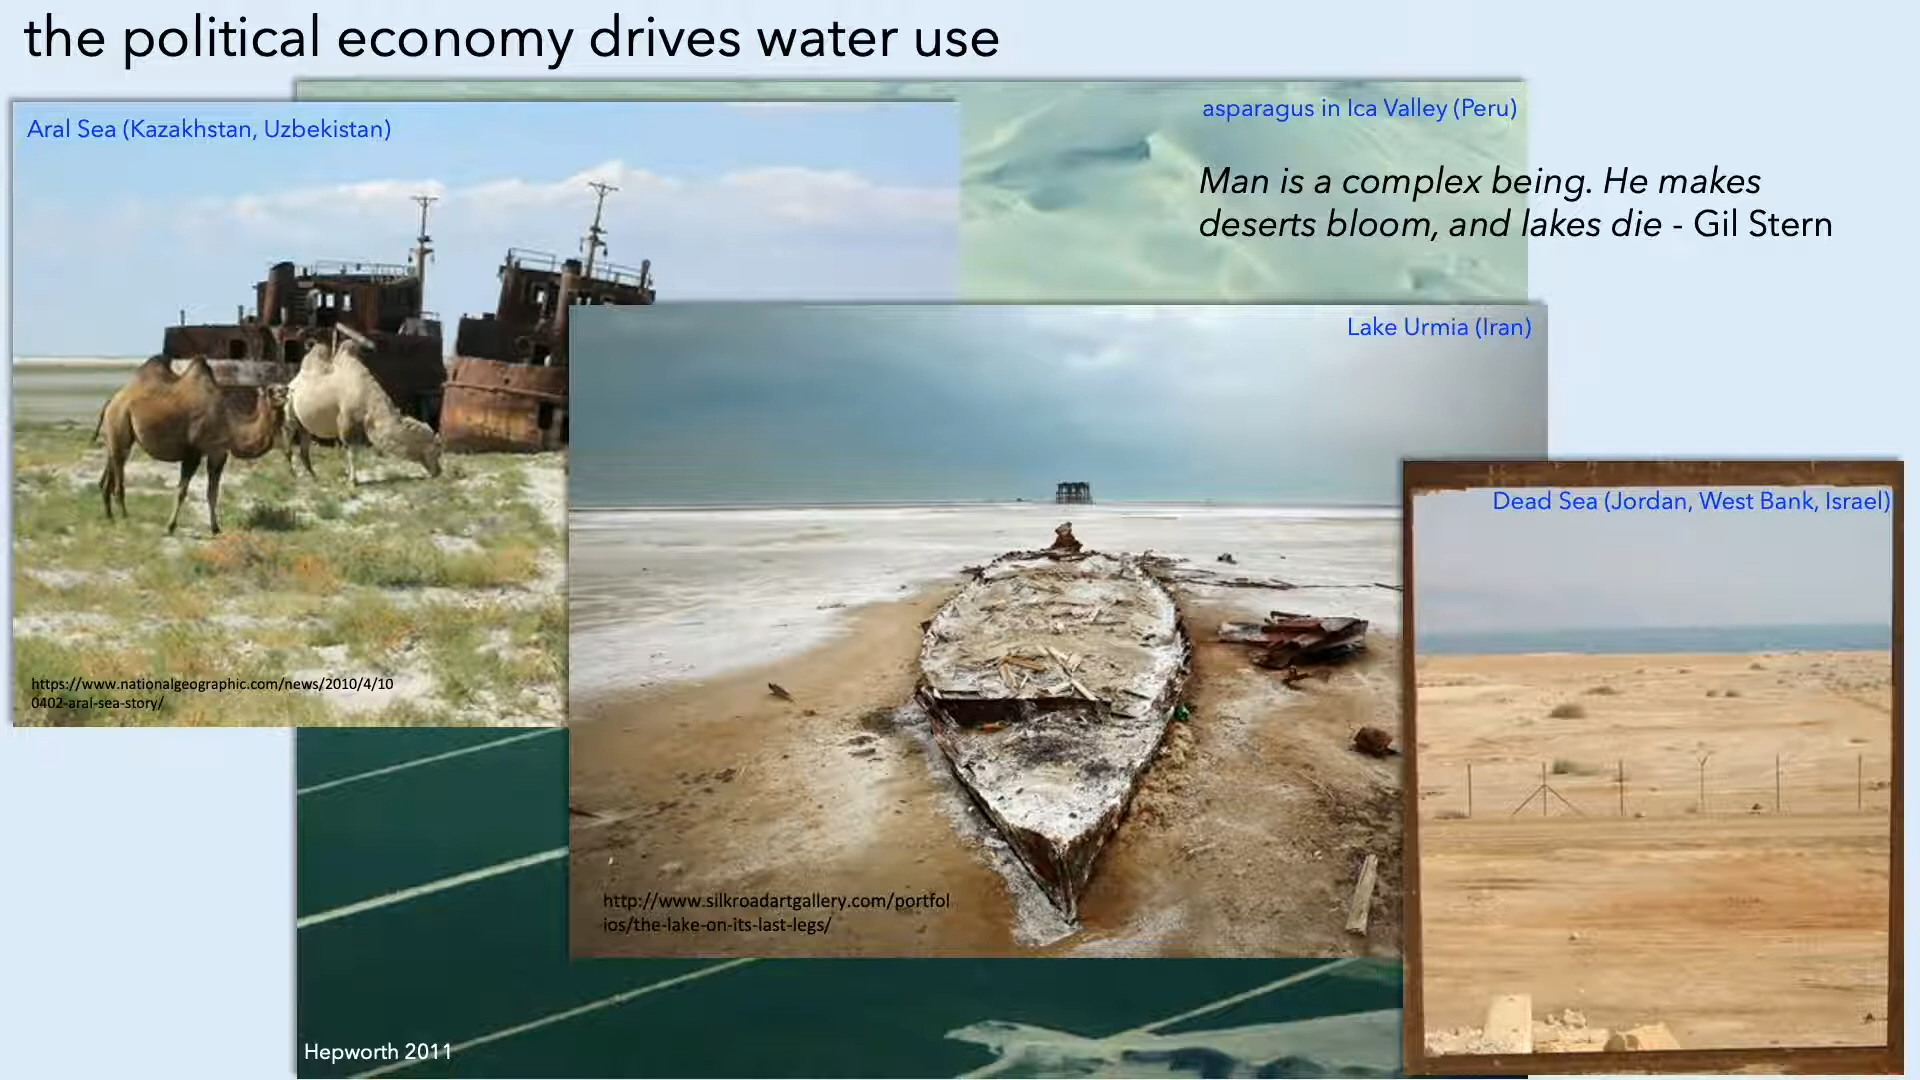 the political economy drives water use
Aral Sea (Kazakhstan, Uzbekistan)
asparagus in Ica Valley (Peru)
Man is a complex being. He makes
deserts bloom, and lakes die - Gil Stern
Lake Urmia (Iran)
Dead Sea (Jordan, West Bank, Israel)
https://www.nationalgeographic.com/news/2010/4/10
0402-aral-sea-story/
http://www.silkroadartgallery.com/portfol
ios/the-lake-on-its-last-legs/
Hepworth 2011